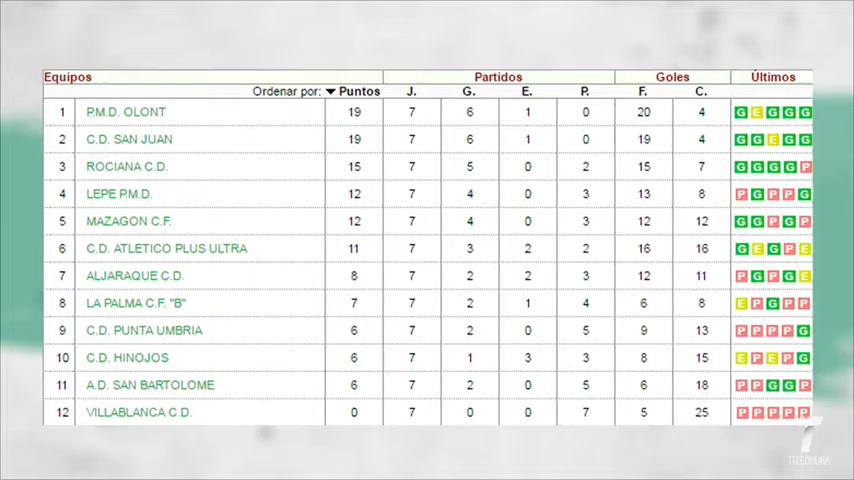 Equipos Partidos Goles Últimos
Ordenar por: Puntos J. G. E. P. F. C.
1 P.M.D. OLONT 19 7 6 1 0 20 4 G E G G G
2 C.D. SAN JUAN 19 7 6 1 0 19 4 G G E G G
3 ROCIANA C.D. 15 7 5 0 2 15 7 G G G G P
4 LEPE P.M.D. 12 7 4 0 3 13 8 P G P P G
5 MAZAGON C.F. 12 7 4 0 3 12 12 G G P G P
6 C.D. ATLETICO PLUS ULTRA 11 7 3 2 2 16 16 G E G P E
7 ALJARAQUE C.D. 8 7 2 2 3 12 11 P G P G E
8 LA PALMA C.F. "B" 7 7 2 1 4 6 8 E P G P P
9 C.D. PUNTA UMBRIA 6 7 2 0 5 9 13 P P P P G
10 C.D. HINOJOS 6 7 1 3 3 8 15 E P E P G
11 A.D. SAN BARTOLOME 6 7 2 0 5 6 18 P P G G P
12 VILLABLANCA C.D. 0 7 0 0 7 5 25 P P P P P
7